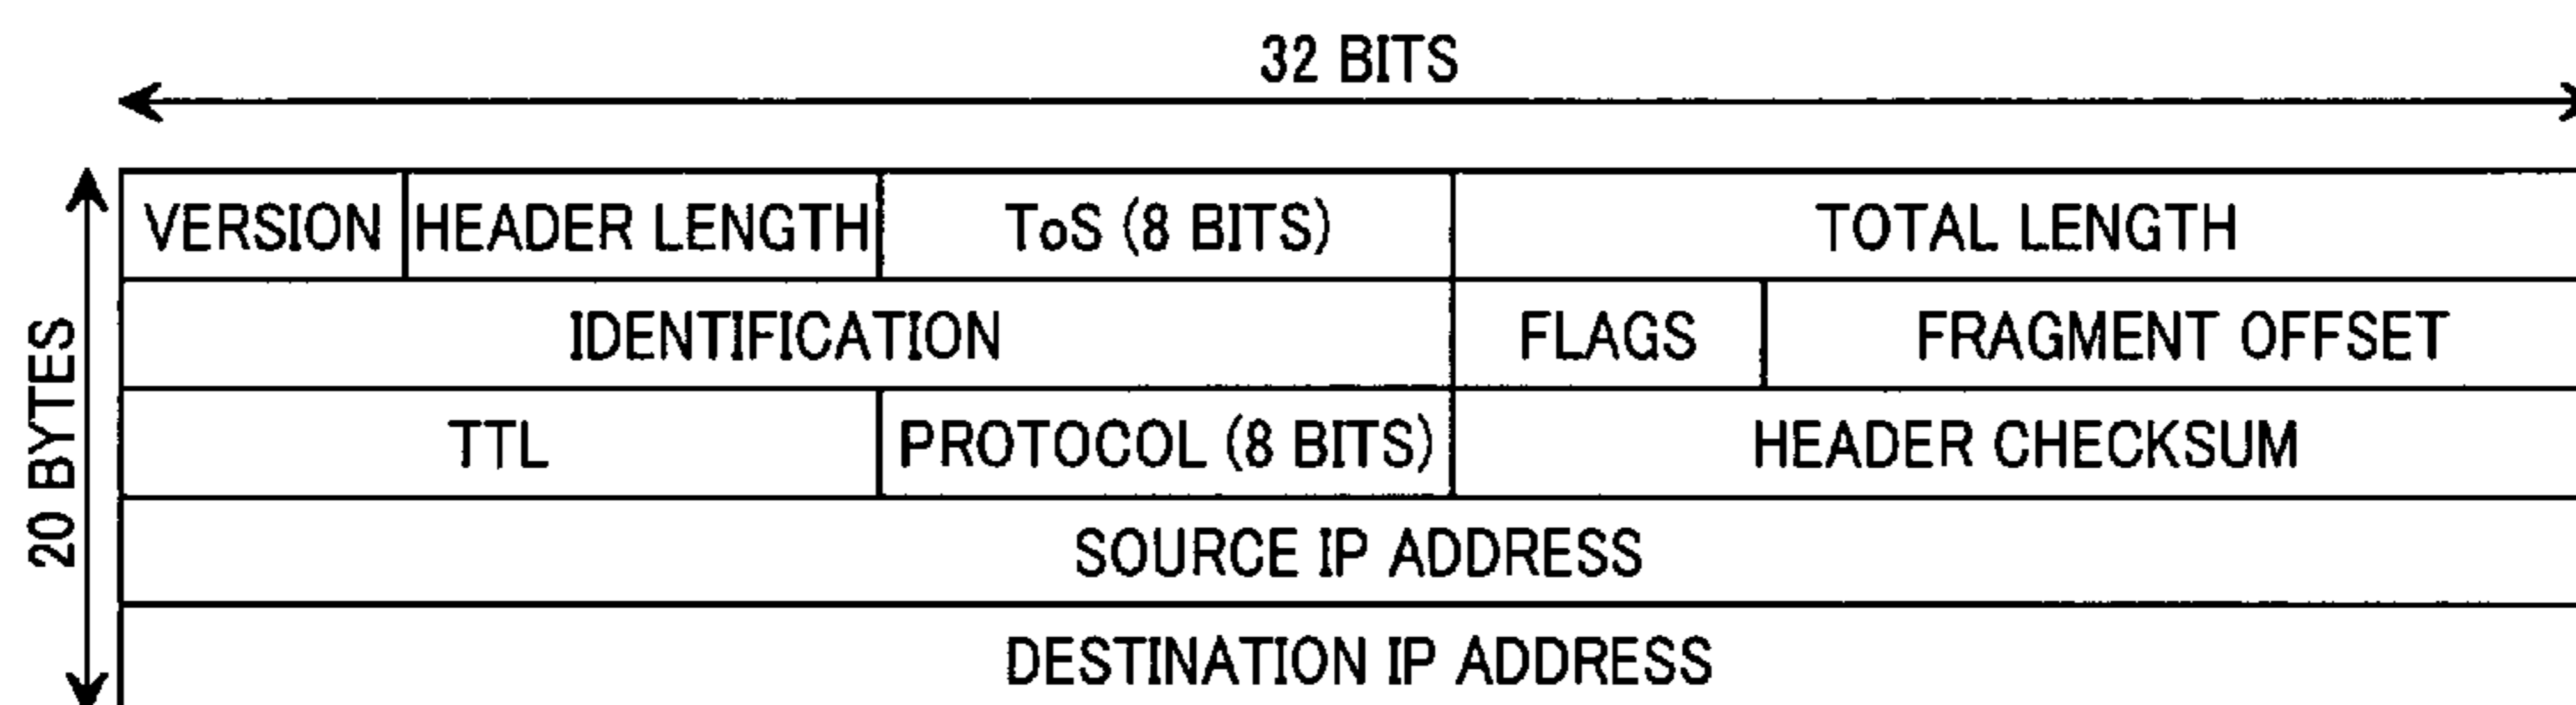 32 BITS
20 BYTES
VERSION HEADER LENGTH ToS (8 BITS) TOTAL LENGTH
IDENTIFICATION FLAGS FRAGMENT OFFSET
TTL PROTOCOL (8 BITS) HEADER CHECKSUM
SOURCE IP ADDRESS
DESTINATION IP ADDRESS